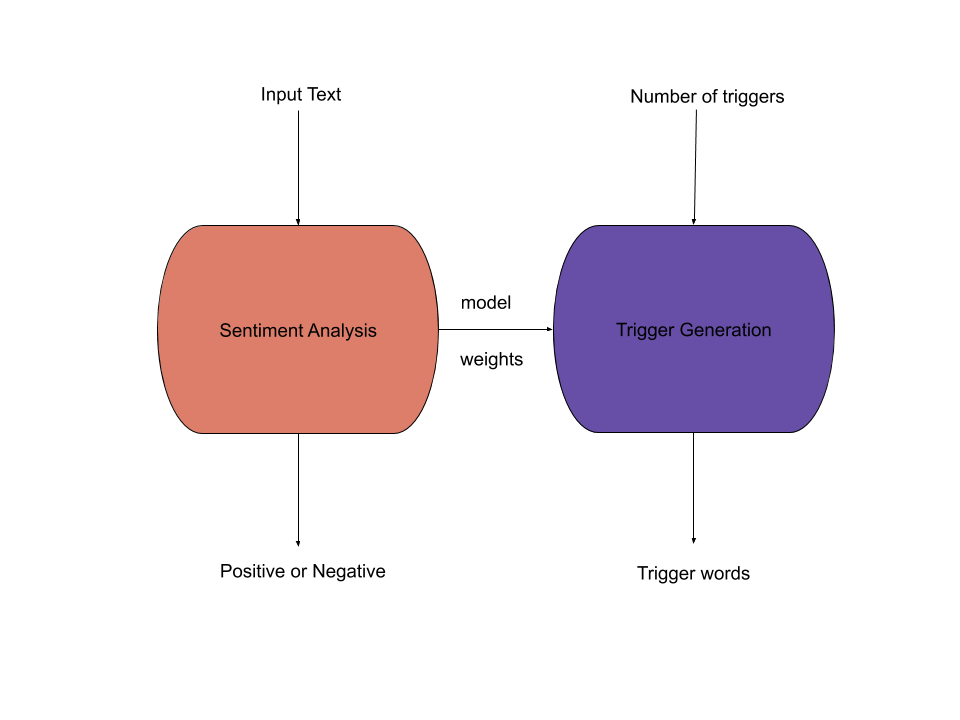 Input Text
Number of triggers
Sentiment Analysis
model
weights
Trigger Generation
Positive or Negative
Trigger words